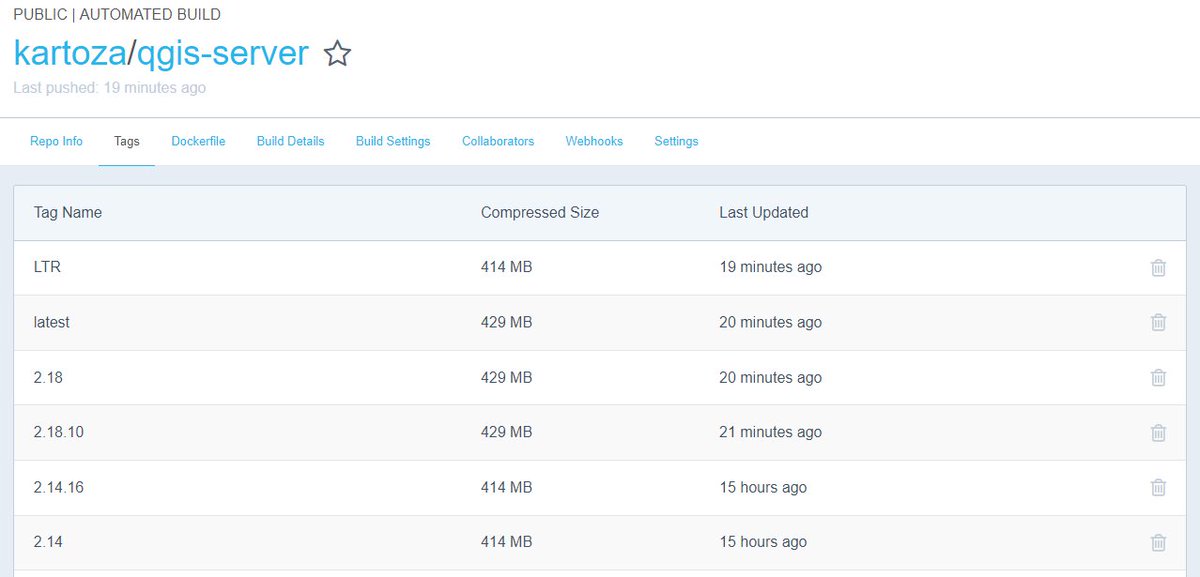 PUBLIC | AUTOMATED BUILD
kartoza/qgis-server
Last pushed: 19 minutes ago
Repo Info Tags Dockerfile Build Details Build Settings Collaborators Webhooks Settings
Tag Name Compressed Size Last Updated
LTR 414 MB 19 minutes ago
latest 429 MB 20 minutes ago
2.18 429 MB 20 minutes ago
2.18.10 429 MB 21 minutes ago
2.14.16 414 MB 15 hours ago
2.14 414 MB 15 hours ago